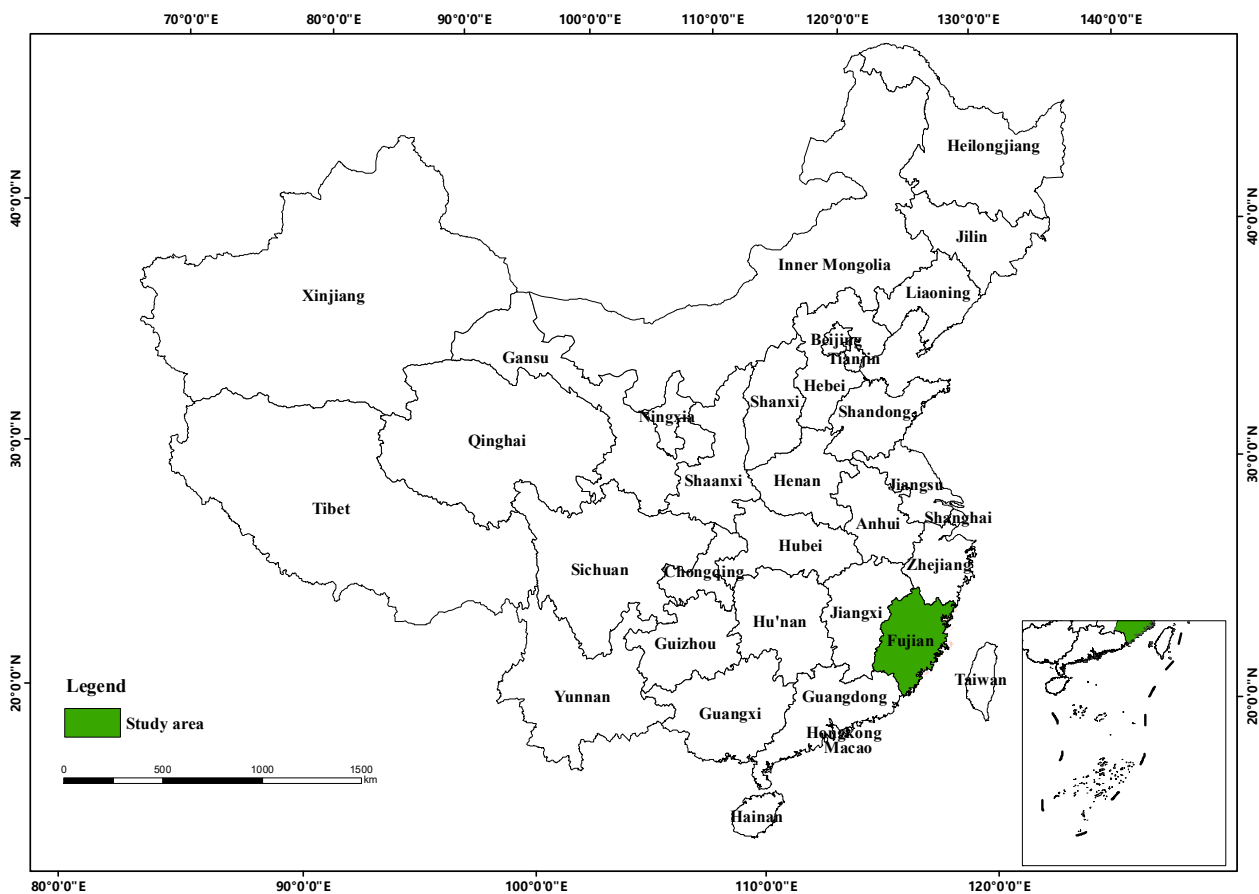 70°0'0"E 80°0'0"E 90°0'0"E 100°0'0"E 110°0'0"E 120°0'0"E 130°0'0"E 140°0'0"E
Heilongjiang
40°0'0"N
40°0'0"N
Jilin
Inner Mongolia
Liaoning
Xinjiang
Beijing
Gansu
Tianjin
Hebei
Shanxi
Shandong
Ningxia
30°0'0"N
Qinghai
30°0'0"N
Shaanxi
Henan
Jiangsu
Tibet
Shanghai
Anhui
Hubei
Zhejiang
Sichuan
Chongqing
Jiangxi
Hu'nan
Fujian
Guizhou
Taiwan
20°0'0"N
Legend
20°0'0"N
Yunnan
Guangdong
Guangxi
Study area
Hongkong
Macao
0 500 1000 1500
km
Hainan
80°0'0"E 90°0'0"E 100°0'0"E 110°0'0"E 120°0'0"E